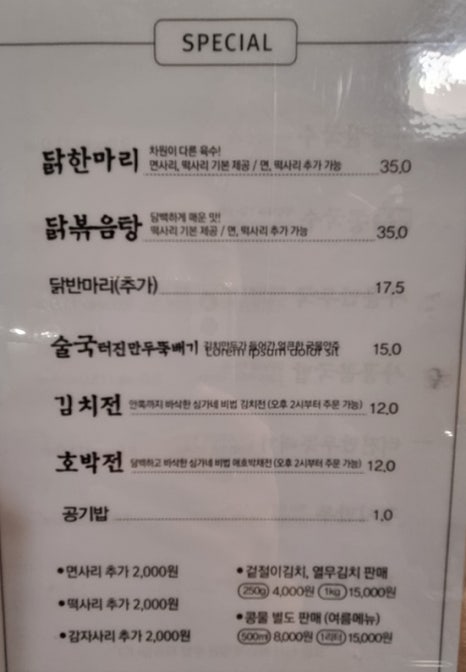 SPECIAL
닭한마리 차원이 다른 육수!
면사리, 떡사리 기본 제공 / 면, 떡사리 추가 가능 35.0
닭볶음탕 담백하게 매운 맛!
떡사리 기본 제공 / 면, 떡사리 추가 가능 35.0
닭반마리(추가) 17.5
술국터진만두뚝배기 Lorem ipsum dolor sit 15.0
김치전 안쪽까지 바삭한 심가네 비법 김치전 (오후 2시부터 주문 가능) 12.0
호박전 담백하고 바삭한 심가네 비법 애호박채전 (오후 2시부터 주문 가능) 12.0
공기밥 1.0
•면사리 추가 2,000원
•떡사리 추가 2,000원
•감자사리 추가 2,000원
•겉절이김치, 열무김치 판매
250g 4,000원 1kg 15,000원
•콩물 별도 판매 (여름메뉴)
500ml 8,000원 1리터 15,000원